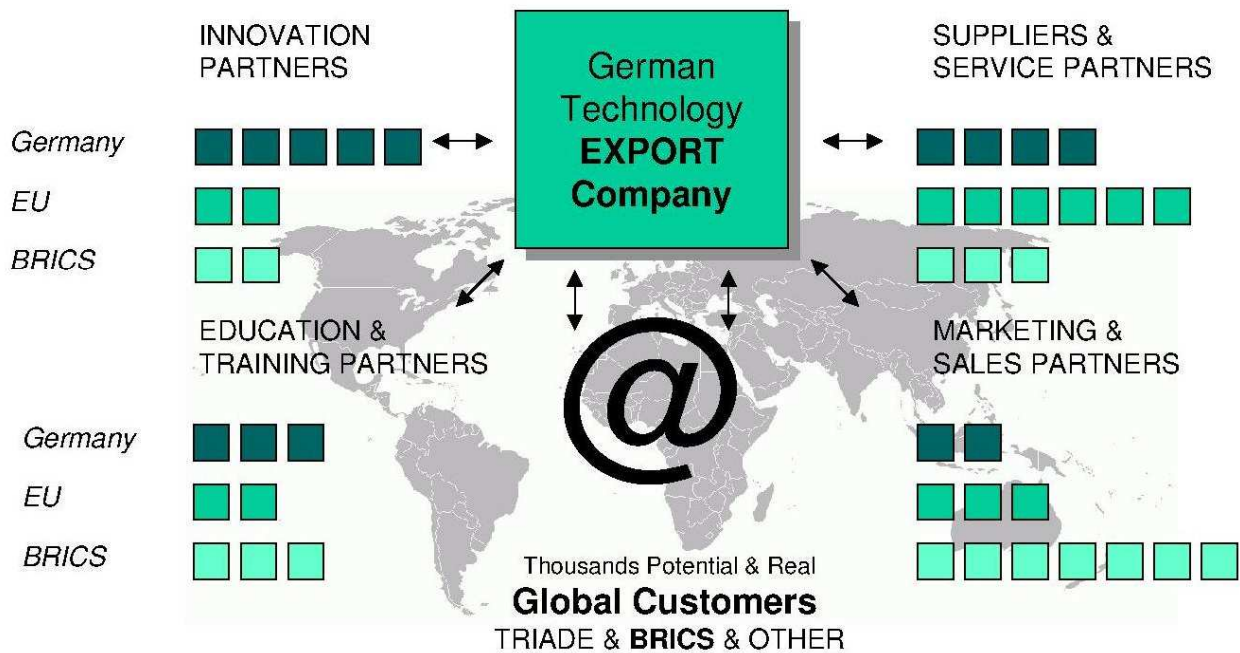 INNOVATION
PARTNERS
Germany
EU
BRICS
German
Technology
EXPORT
Company
SUPPLIERS &
SERVICE PARTNERS
EDUCATION &
TRAINING PARTNERS
Germany
EU
BRICS
@
MARKETING &
SALES PARTNERS
Thousands Potential & Real
Global Customers
TRIADE & BRICS & OTHER